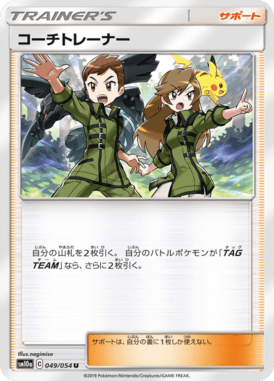 TRAINER'S サポート
コーチトレーナー
自分の山札を2枚引く。自分のバトルポケモンが「TAG
TEAM」なら、さらに2枚引く。
Illus.nagimiso
SM10a C 049/054 U
サポートは、自分の番に1枚しか使えない。
©2019 Pokémon/Nintendo/Creatures/GAME FREAK.